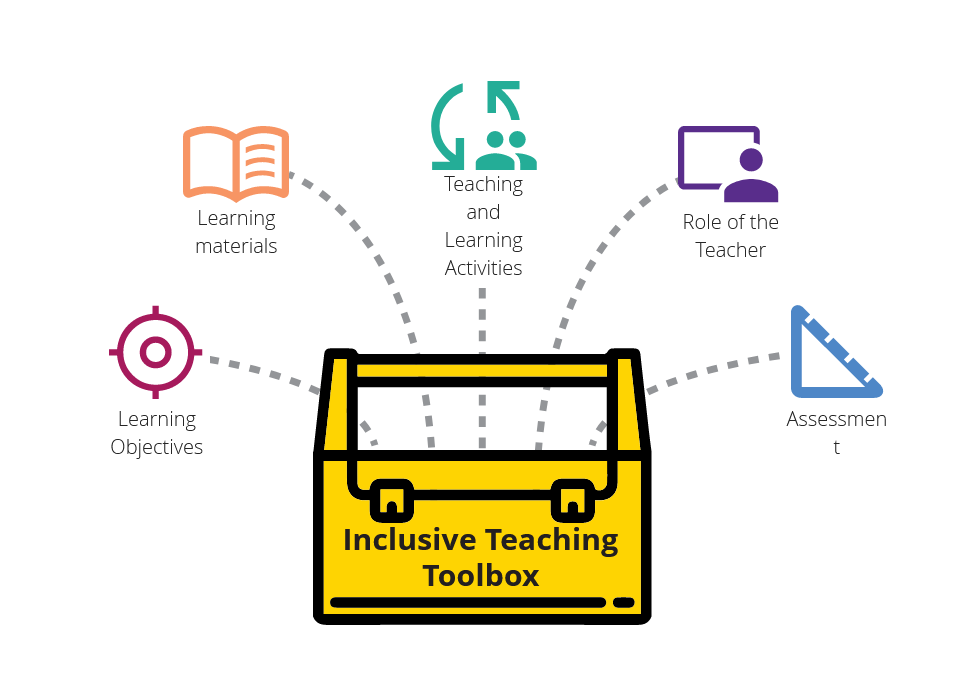 Teaching
and
Learning
Activities
Learning
materials
Role of the
Teacher
Learning
Objectives
Assessmen
t
Inclusive Teaching
Toolbox